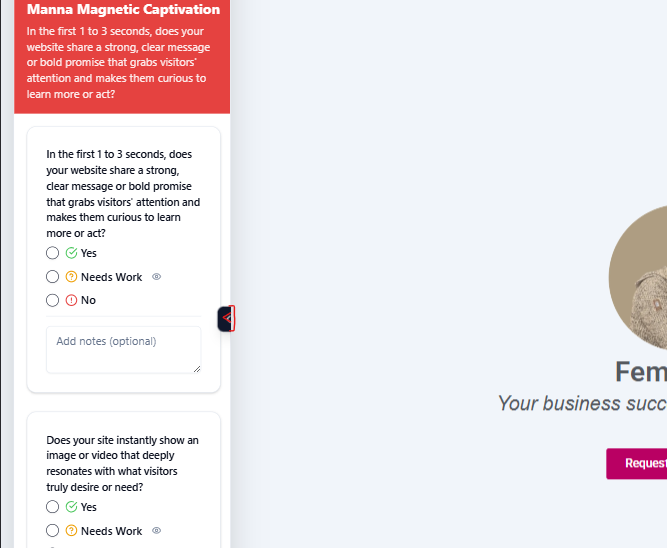 Manna Magnetic Captivation
In the first 1 to 3 seconds, does your
website share a strong, clear message
or bold promise that grabs visitors'
attention and makes them curious to
learn more or act?
In the first 1 to 3 seconds, does
your website share a strong,
clear message or bold promise
that grabs visitors' attention and
makes them curious to learn
more or act?
Yes
Needs Work
No
Add notes (optional)
Does your site instantly show an
image or video that deeply
resonates with what visitors
truly desire or need?
Yes
Needs Work
Fem
Your business succ
Request